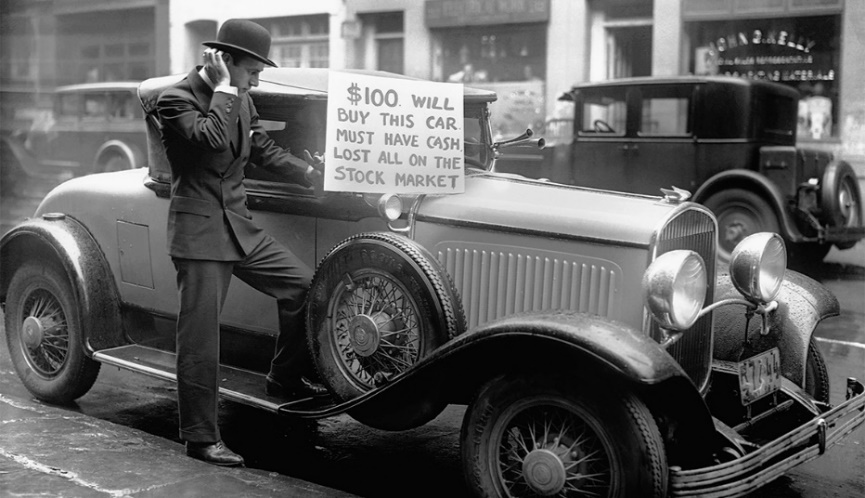 $100. WILL
BUY THIS CAR.
MUST HAVE CASH
LOST ALL ON THE
STOCK MARKET